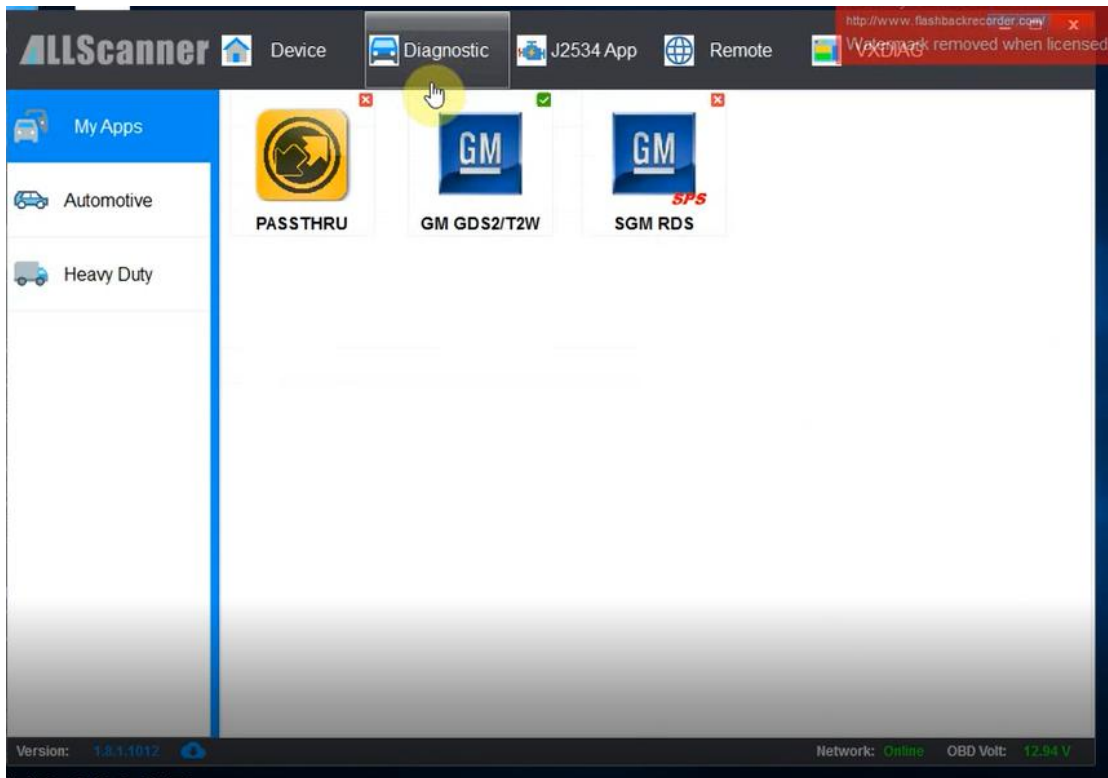 ALLScanner
Device
Diagnostic
J2534 App
Remote
VXDIAG
http://www.flashbackrecorder.com/
Watermark removed when licensed
My Apps
Automotive
Heavy Duty
PASSTHRU
GM
GM GDS2/T2W
GM
SPS
SGM RDS
Version: 1.8.1.1012
Network: Online OBD Volt: 12.94 V